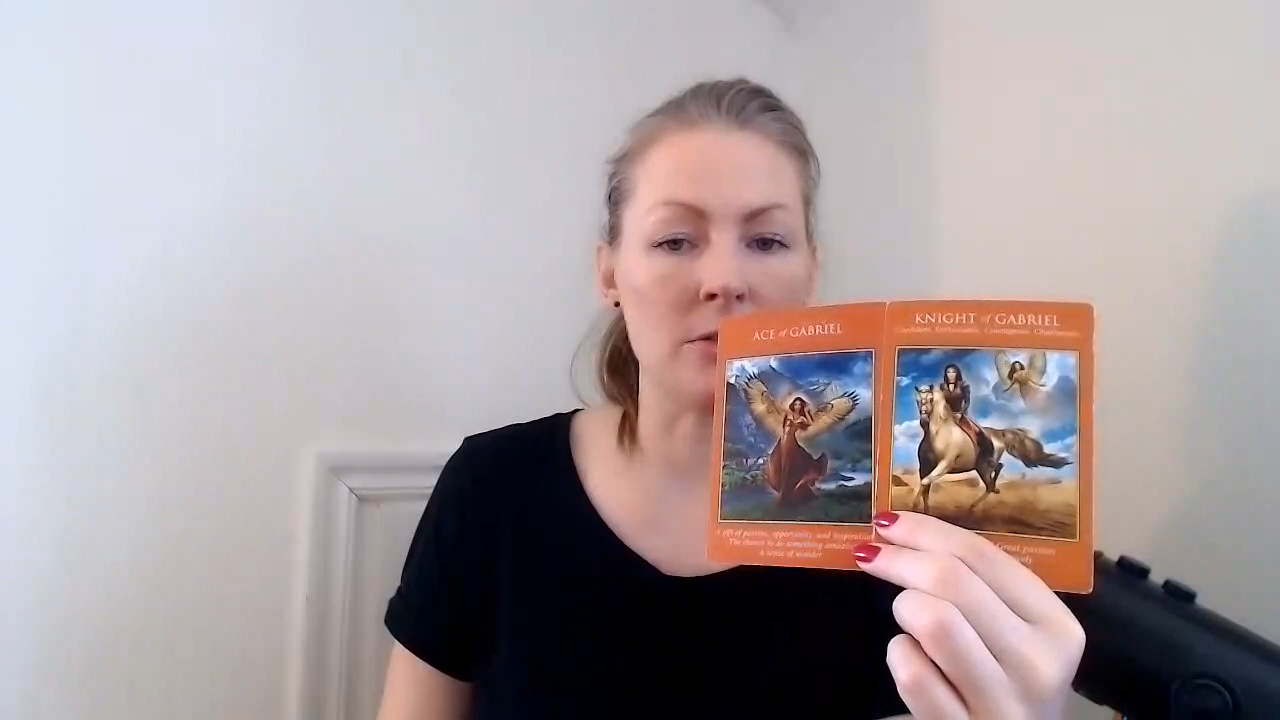 ACE of GABRIEL
A gift of passion, opportunity, and inspiration
The chance to do something amazing
A sense of wonder
KNIGHT of GABRIEL
Confident. Enthusiastic. Courageous. Charismatic.
Great passion